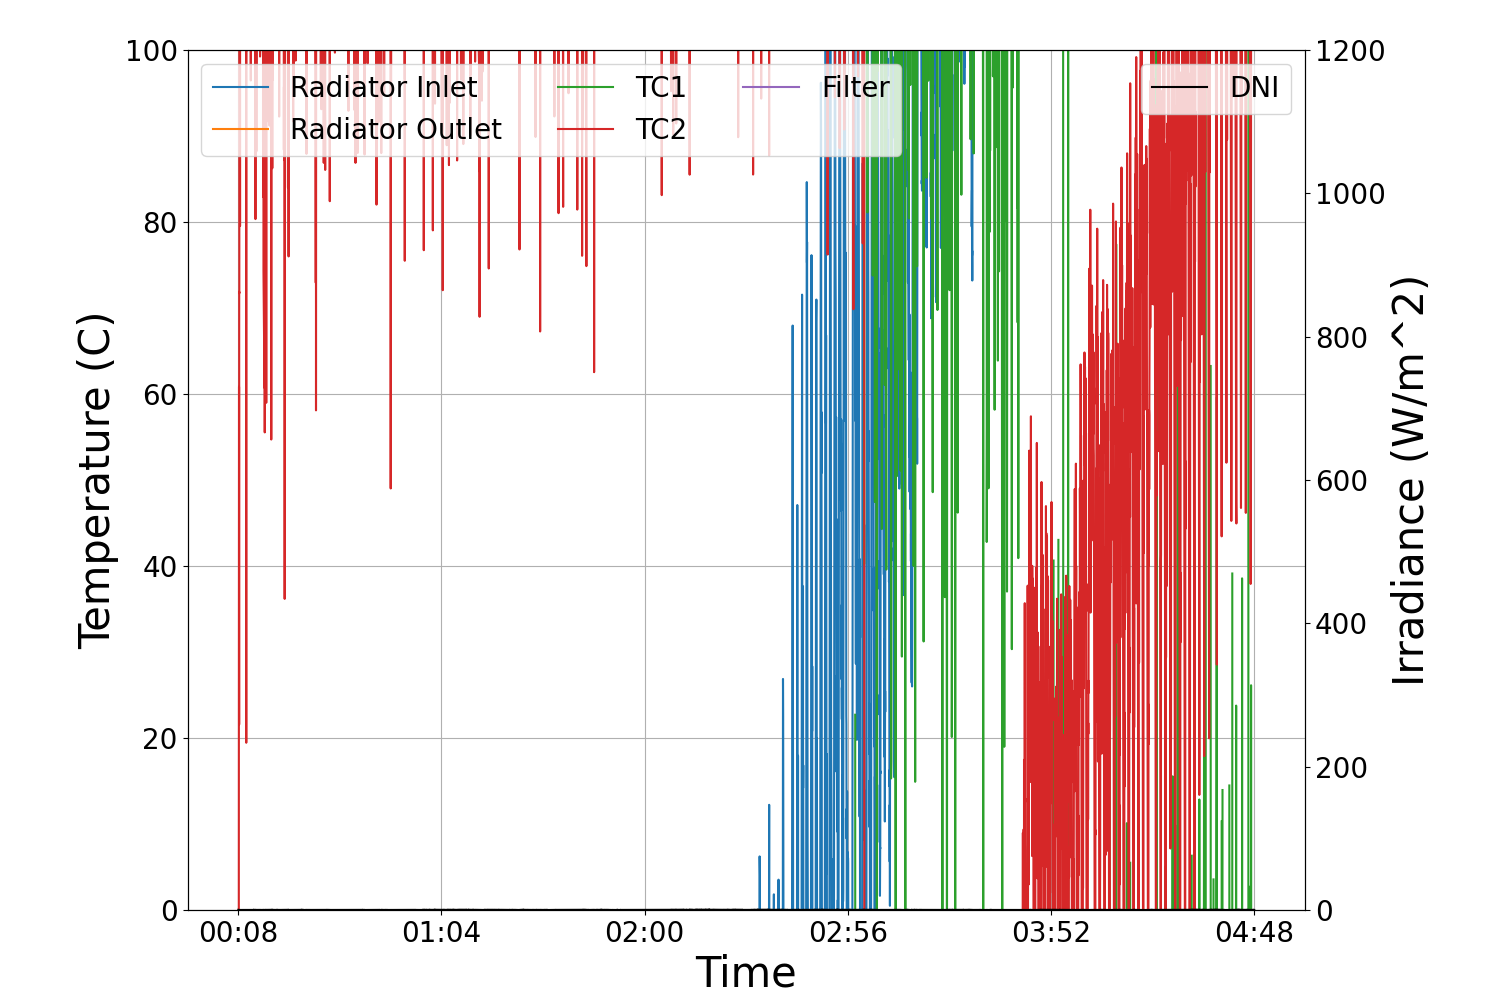 100
80
60
40
20
0
Temperature (C)
Radiator Inlet
Radiator Outlet
TC1
TC2
Filter
DNI
1200
1000
800
600
400
200
0
Irradiance (W/m^2)
00:08
01:04
02:00
02:56
03:52
04:48
Time